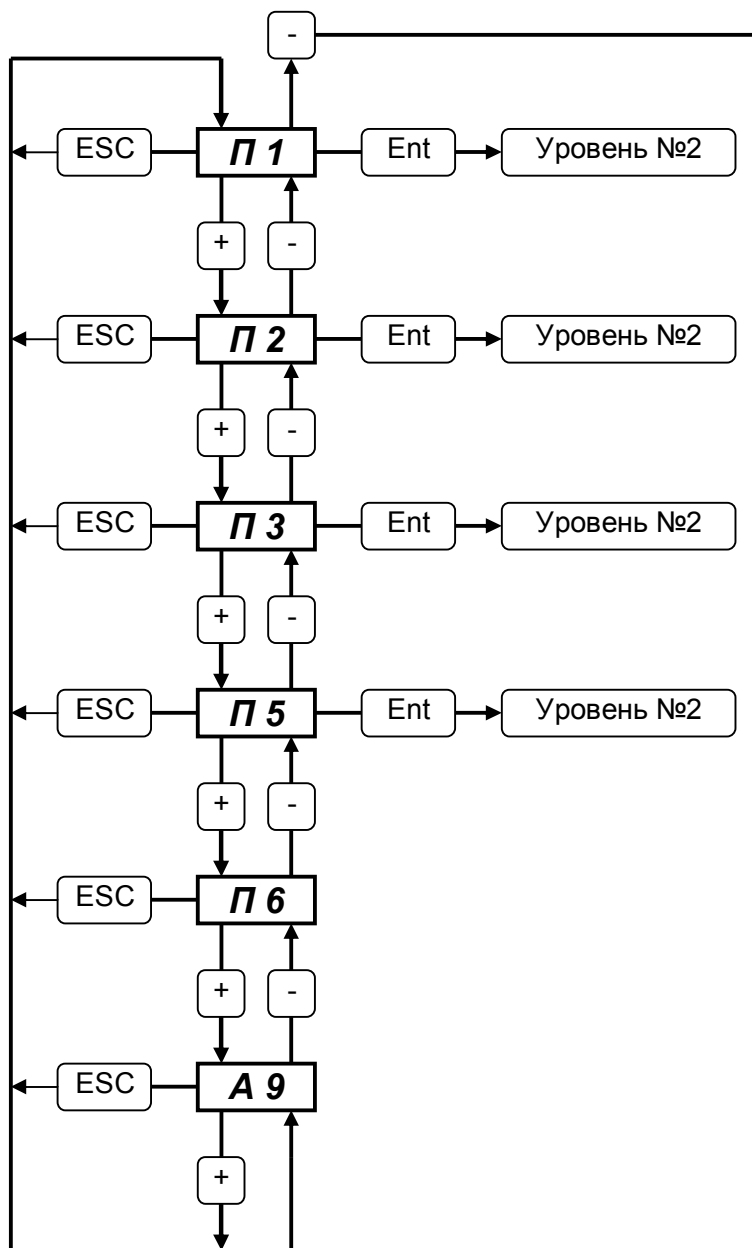 -
ESC П 1 Ent Уровень №2
+ -
ESC П 2 Ent Уровень №2
+ -
ESC П 3 Ent Уровень №2
+ -
ESC П 5 Ent Уровень №2
+ -
ESC П 6
+ -
ESC А 9
+